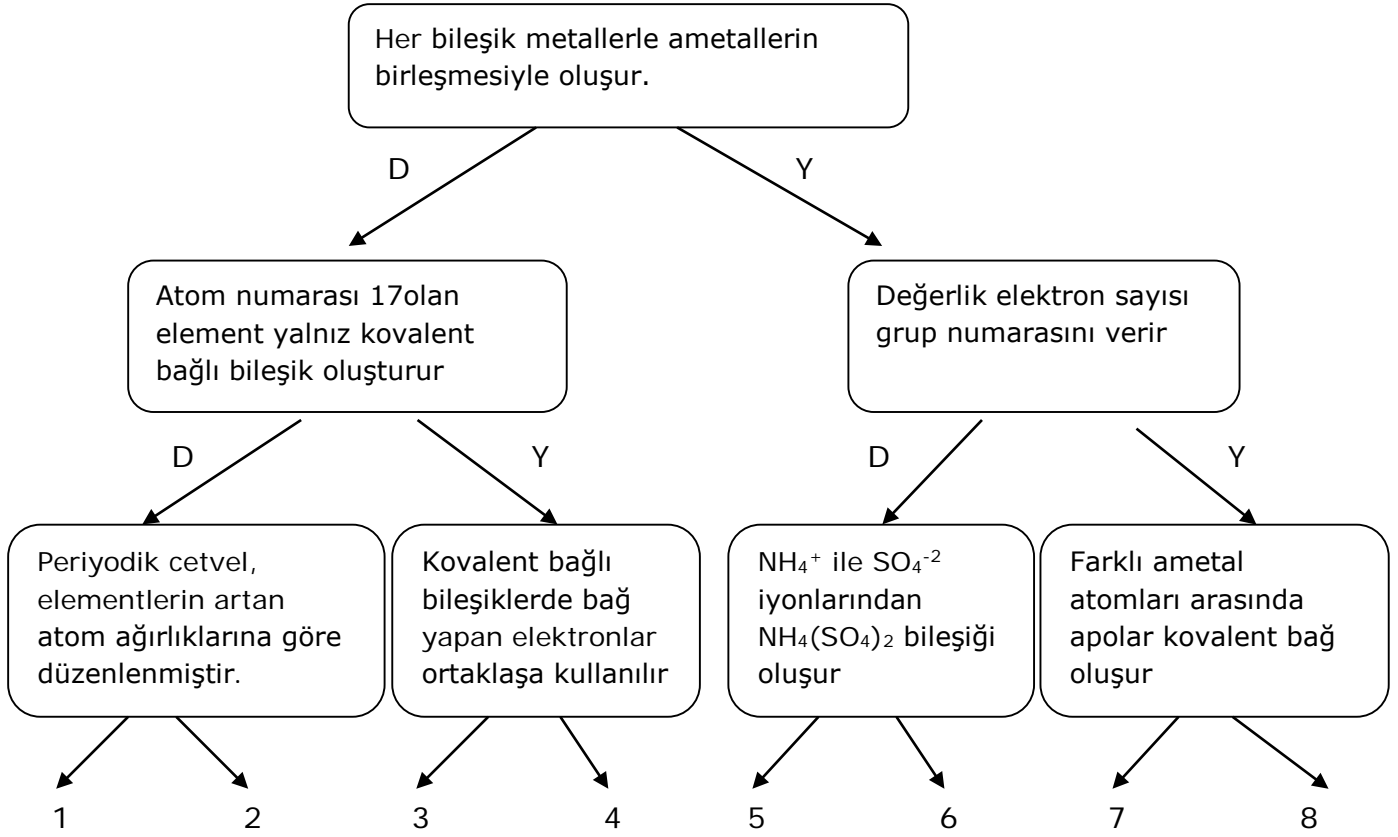 Her bileşik metallerle ametallerin
birleşmesiyle oluşur.
D
Y
Atom numarası 17olan
element yalnız kovalent
bağlı bileşik oluşturur
Değerlik elektron sayısı
grup numarasını verir
D
Y
D
Y
Periyodik cetvel,
elementlerin artan
atom ağırlıklarına göre
düzenlenmiştir.
Kovalent bağlı
bileşiklerde bağ
yapan elektronlar
ortaklaşa kullanılır
NH₄⁺ ile SO₄⁻²
iyonlarından
NH₄(SO₄)₂ bileşiği
oluşur
Farklı ametal
atomları arasında
apolar kovalent bağ
oluşur
1 2 3 4 5 6 7 8